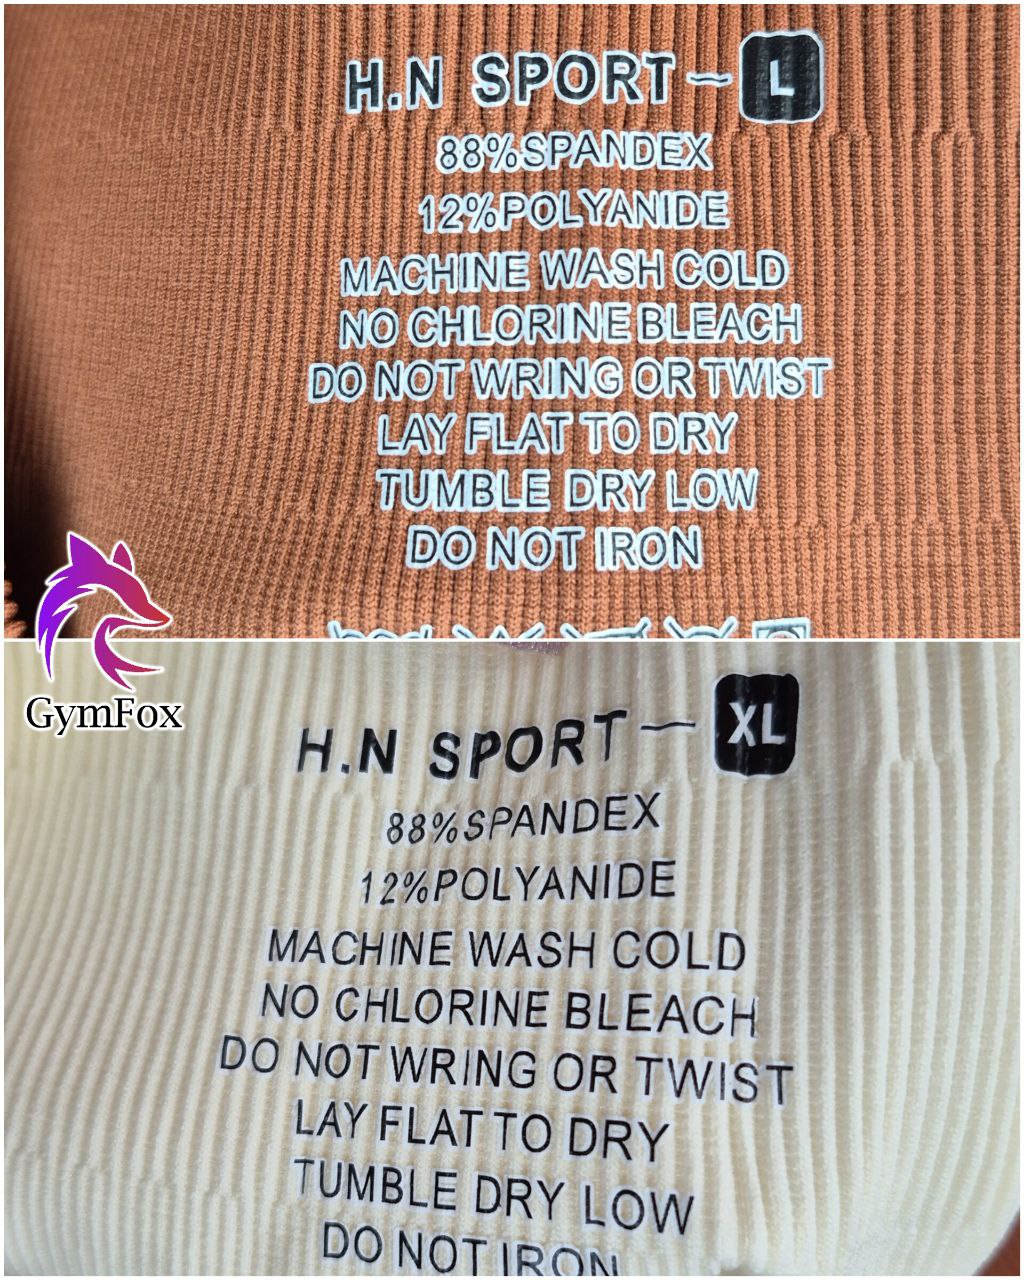 H.N SPORT~ L
88%SPANDEX
12%POLYANIDE
MACHINE WASH COLD
NO CHLORINE BLEACH
DO NOT WRING OR TWIST
LAY FLAT TO DRY
TUMBLE DRY LOW
DO NOT IRON
GymFox
H.N SPORT~ XL
88%SPANDEX
12%POLYANIDE
MACHINE WASH COLD
NO CHLORINE BLEACH
DO NOT WRING OR TWIST
LAY FLAT TO DRY
TUMBLE DRY LOW
DO NOT IRON